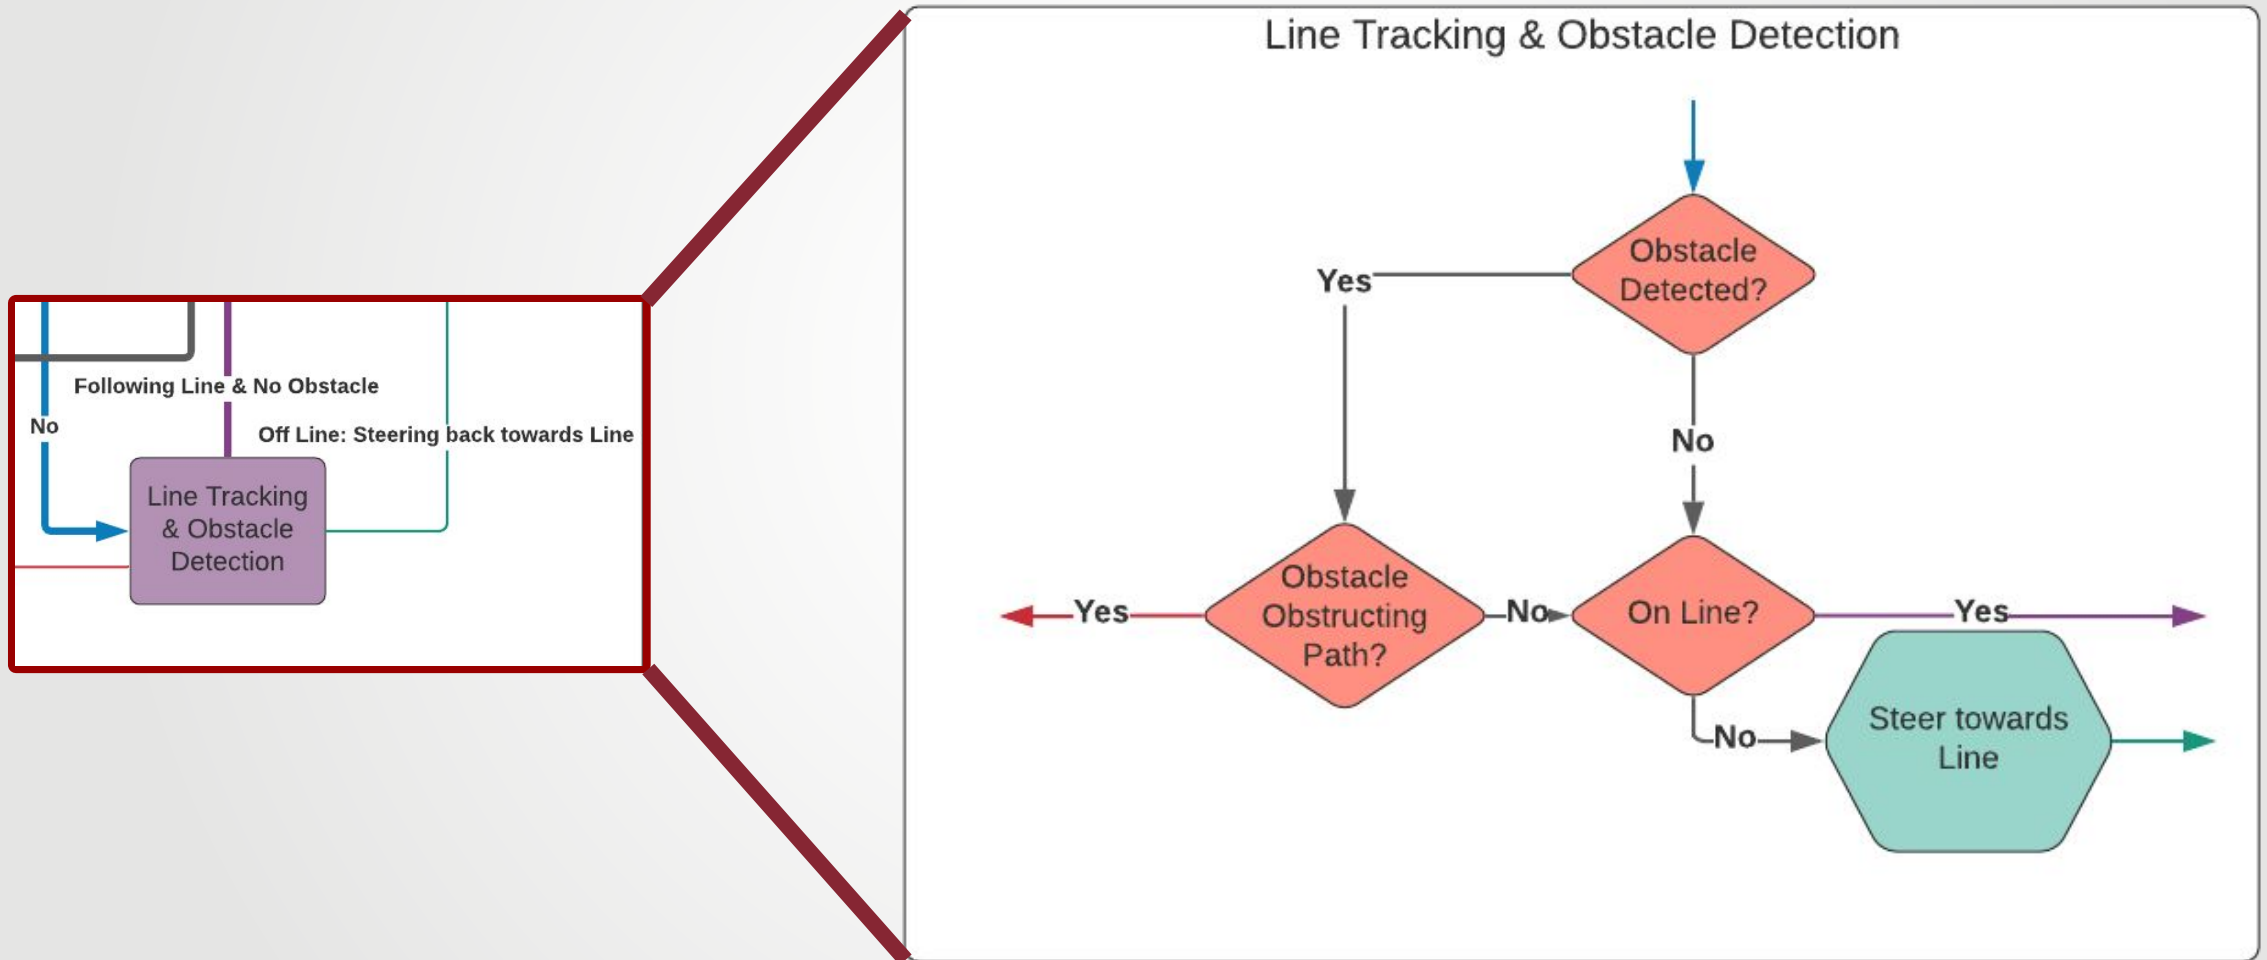 Line Tracking & Obstacle Detection
Following Line & No Obstacle
No
Off Line: Steering back towards Line
Line Tracking
& Obstacle
Detection
Obstacle
Detected?
Yes
No
Obstacle
Obstructing
Path?
Yes
No
On Line?
Yes
No
Steer towards
Line